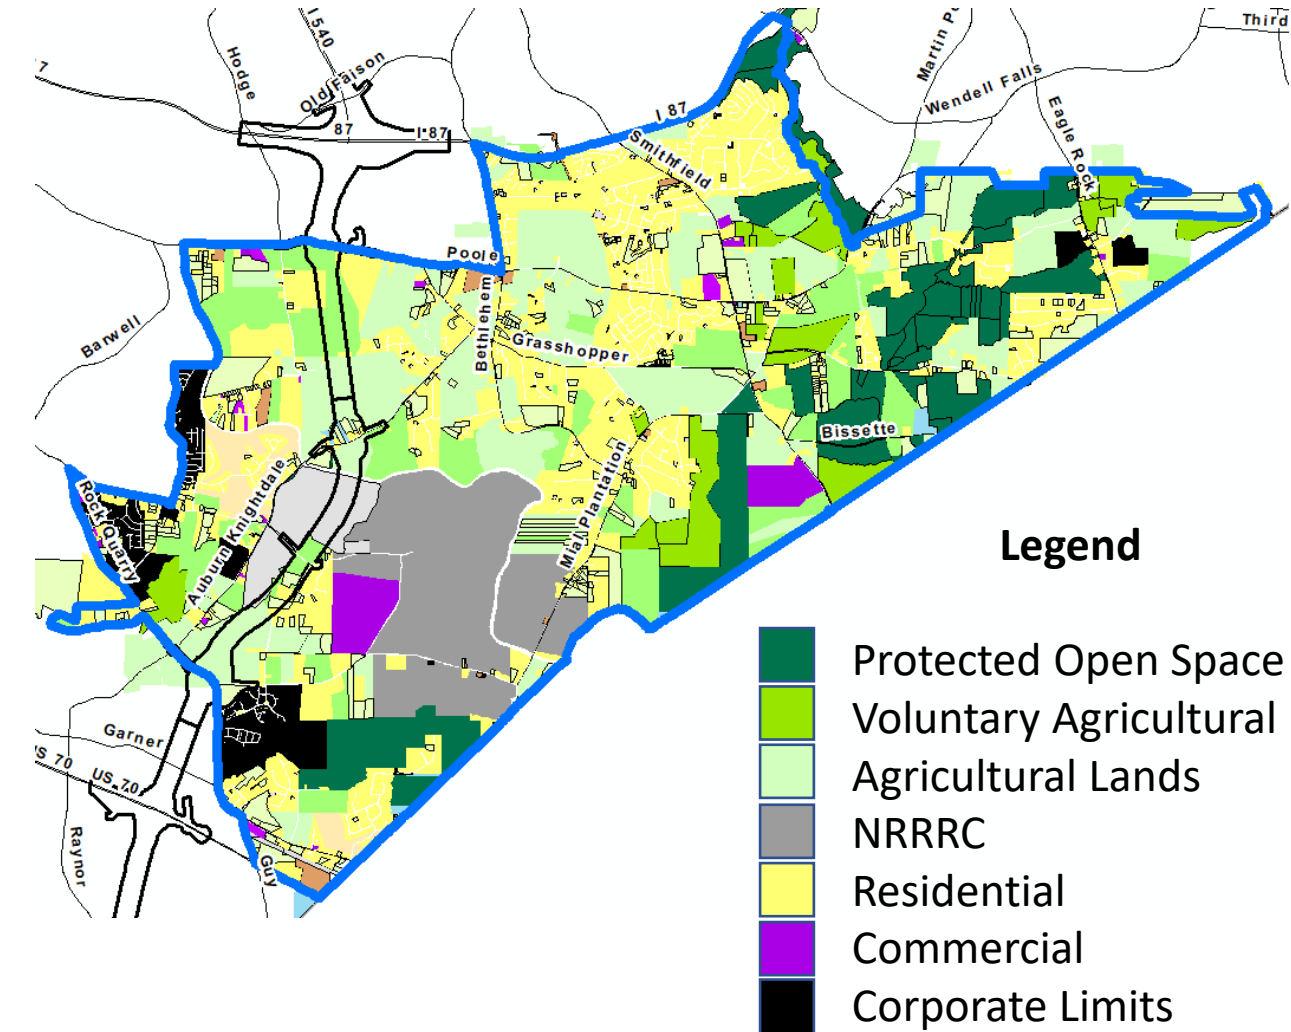 I 540
Hodge
Old Faison
Martin
Third
7
87
I 87
I 87
Wendell Falls
Smithfield
Eagle Rock
Poole
Barwell
Bethlehem
Grasshopper
Bissette
Mial Plantation
Auburn Knightdale
Rock Quarry
Garner
US 70
US 70
Raynor
Guy
Legend
Protected Open Space
Voluntary Agricultural
Agricultural Lands
NRRRC
Residential
Commercial
Corporate Limits